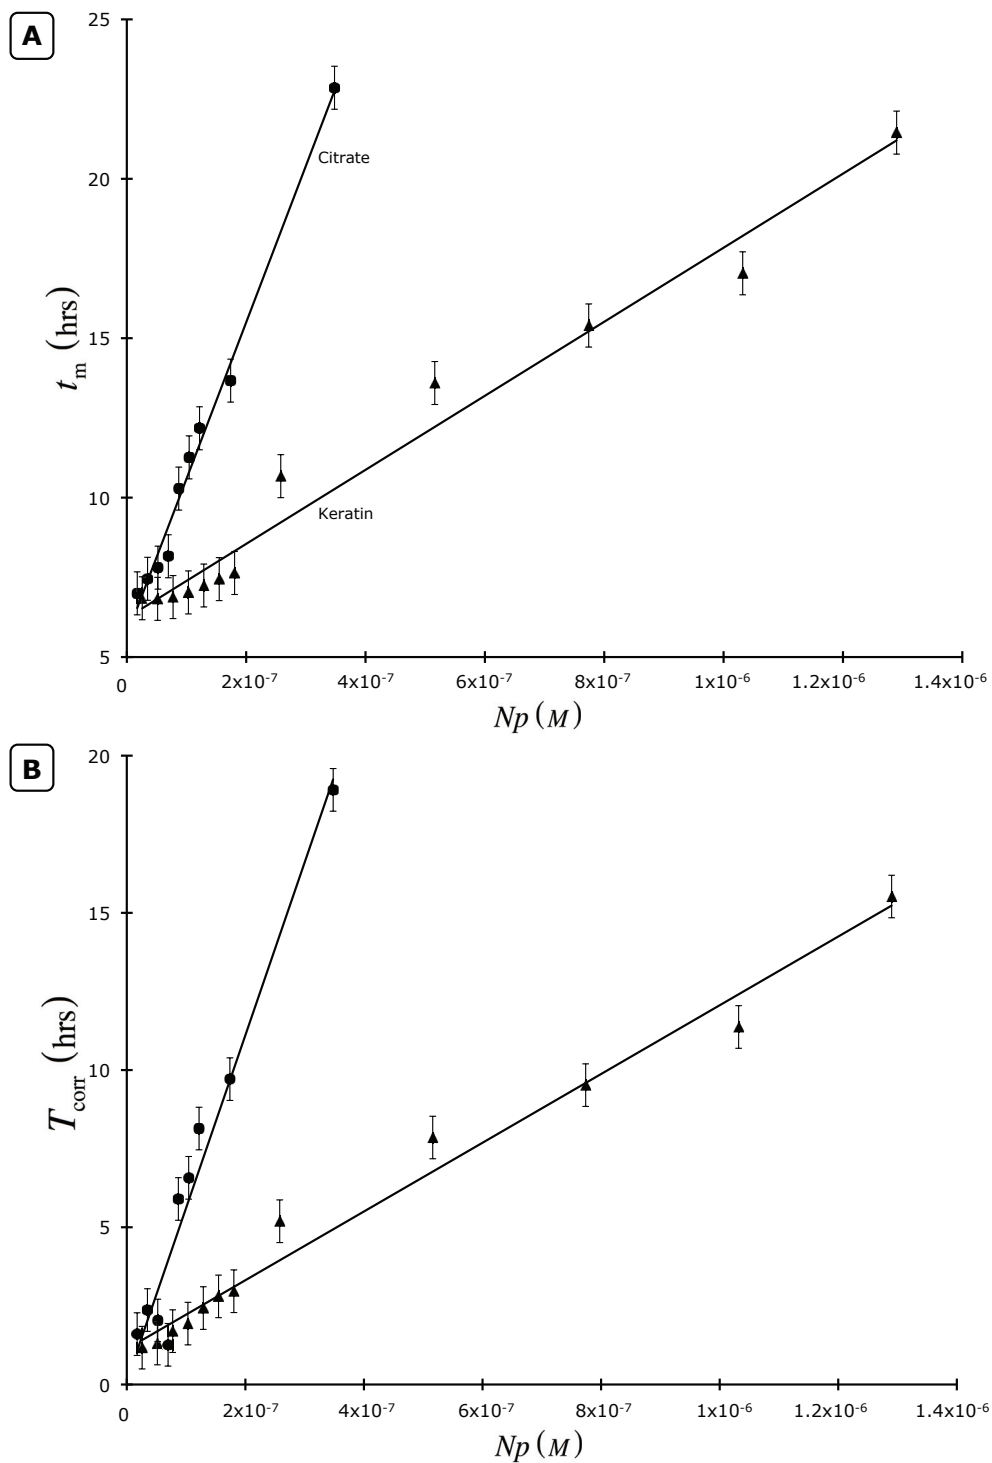 A
25
20
15
10
5
t_m (hrs)
Citrate
Keratin
0 2x10⁻⁷ 4x10⁻⁷ 6x10⁻⁷ 8x10⁻⁷ 1x10⁻⁶ 1.2x10⁻⁶ 1.4x10⁻⁶
Np (M)
B
20
15
10
5
0
T_corr (hrs)
0 2x10⁻⁷ 4x10⁻⁷ 6x10⁻⁷ 8x10⁻⁷ 1x10⁻⁶ 1.2x10⁻⁶ 1.4x10⁻⁶
Np (M)